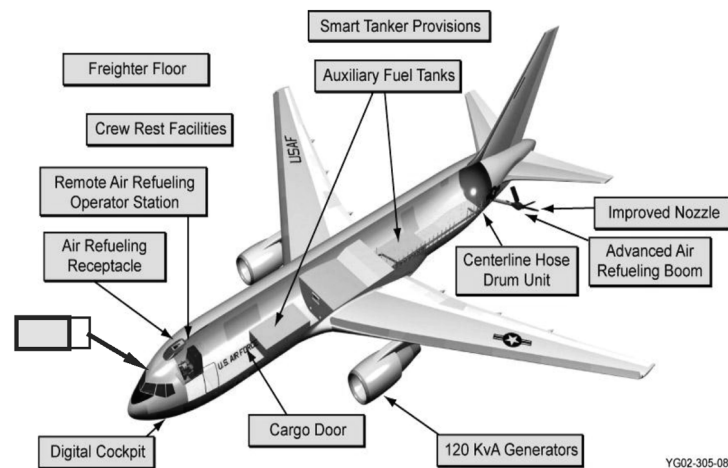 Smart Tanker Provisions
Freighter Floor
Auxiliary Fuel Tanks
Crew Rest Facilities
USAF
Remote Air Refueling
Operator Station
Improved Nozzle
Air Refueling
Receptacle
Centerline Hose
Drum Unit
Advanced Air
Refueling Boom
U.S. AIR FORCE
Cargo Door
Digital Cockpit
120 KvA Generators
YG02-305-08